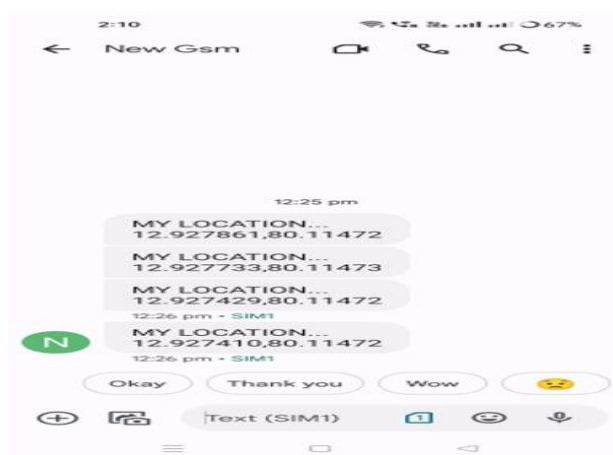 2:10
67%
New Gsm
12:25 pm
MY LOCATION...
12.927861,80.11472
MY LOCATION...
12.927733,80.11473
MY LOCATION...
12.927429,80.11472
12:26 pm • SIM1
N
MY LOCATION...
12.927410,80.11472
12:26 pm • SIM1
Okay
Thank you
Wow
Text (SIM1)
1